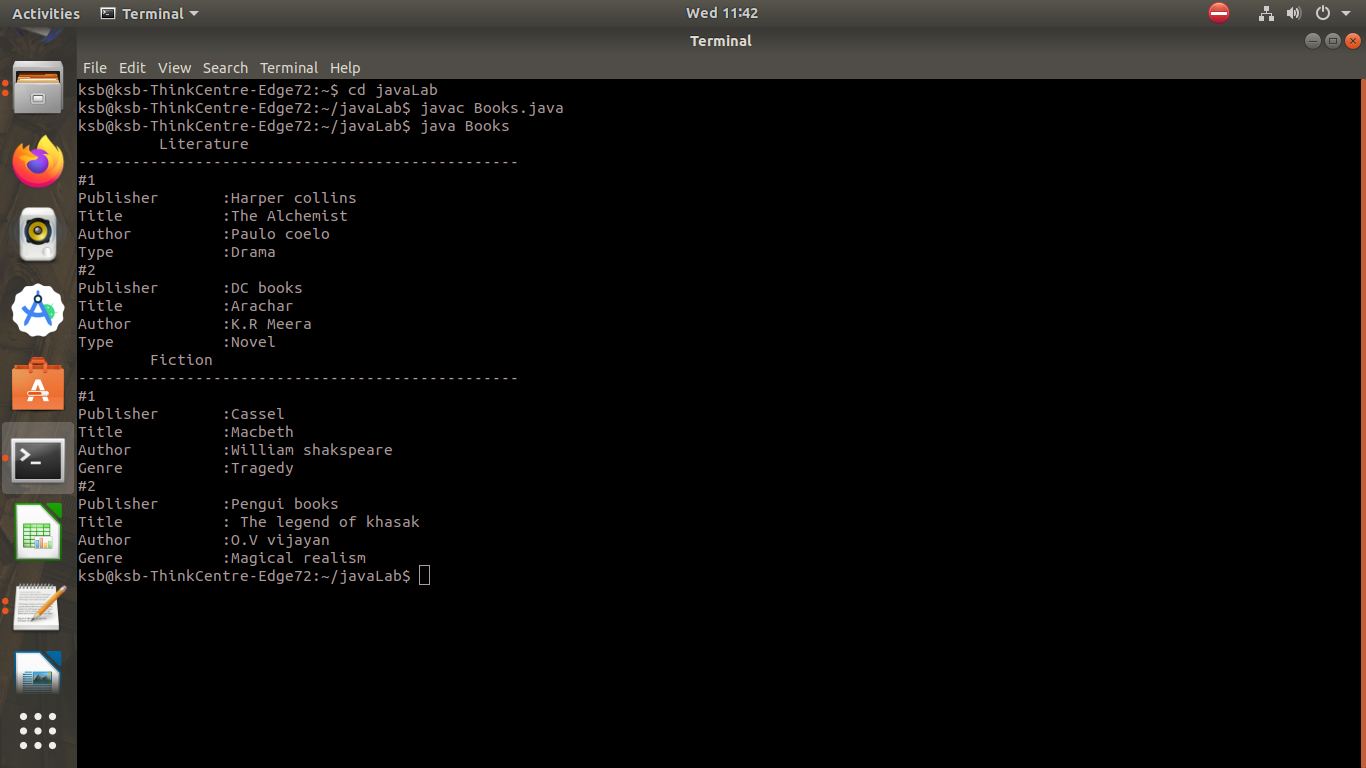 Activities Terminal Wed 11:42
Terminal
File Edit View Search Terminal Help
ksb@ksb-ThinkCentre-Edge72:~$ cd javaLab
ksb@ksb-ThinkCentre-Edge72:~/javaLab$ javac Books.java
ksb@ksb-ThinkCentre-Edge72:~/javaLab$ java Books
Literature
-------------------------------------------------
#1
Publisher :Harper collins
Title :The Alchemist
Author :Paulo coelo
Type :Drama
#2
Publisher :DC books
Title :Arachar
Author :K.R Meera
Type :Novel
Fiction
-------------------------------------------------
#1
Publisher :Cassel
Title :Macbeth
Author :William shakspeare
Genre :Tragedy
#2
Publisher :Pengui books
Title : The legend of khasak
Author :O.V vijayan
Genre :Magical realism
ksb@ksb-ThinkCentre-Edge72:~/javaLab$